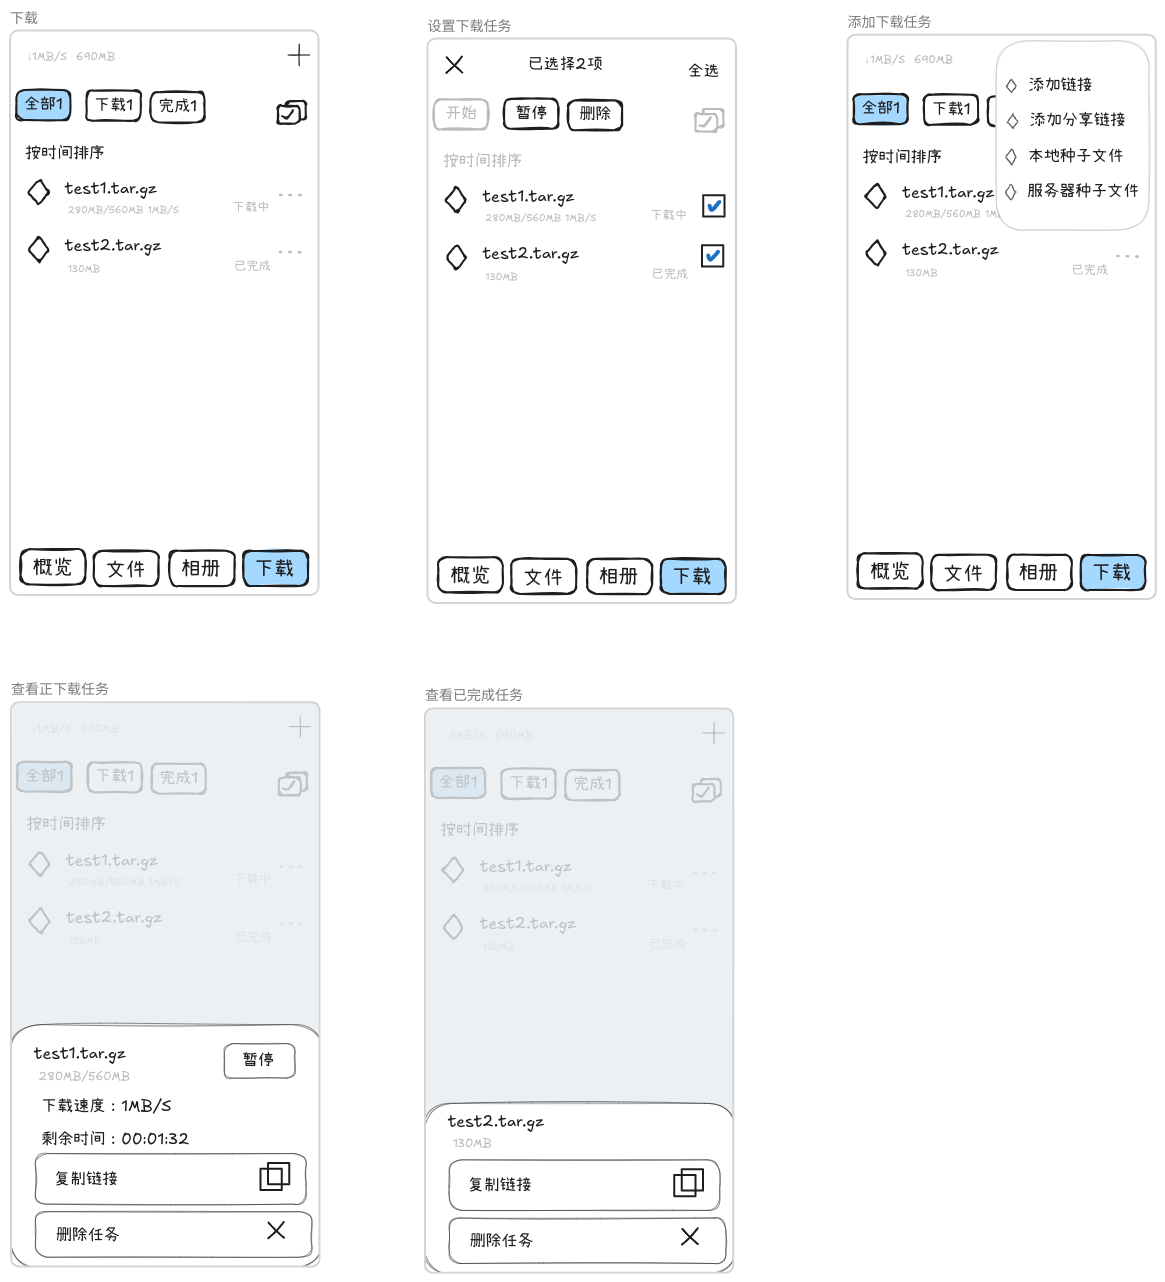 下载
↓1MB/S 690MB
全部1 下载1 完成1
按时间排序
test1.tar.gz
280MB/560MB 1MB/S 下载中
test2.tar.gz
130MB 已完成
概览 文件 相册 下载
设置下载任务
已选择2项 全选
开始 暂停 删除
按时间排序
test1.tar.gz
280MB/560MB 1MB/S 下载中
test2.tar.gz
130MB 已完成
概览 文件 相册 下载
添加下载任务
↓1MB/S 690MB
全部1 下载1
按时间排序
test1.tar.gz
280MB/560MB 1M
test2.tar.gz
130MB 已完成
添加链接
添加分享链接
本地种子文件
服务器种子文件
概览 文件 相册 下载
查看正下载任务
↓1MB/S 690MB
全部1 下载1 完成1
按时间排序
test1.tar.gz
280MB/560MB 1MB/S 下载中
test2.tar.gz
130MB 已完成
test1.tar.gz 暂停
280MB/560MB
下载速度：1MB/S
剩余时间：00:01:32
复制链接
删除任务
查看已完成任务
↓1MB/S 690MB
全部1 下载1 完成1
按时间排序
test1.tar.gz
280MB/560MB 1MB/S 下载中
test2.tar.gz
130MB 已完成
test2.tar.gz
130MB
复制链接
删除任务